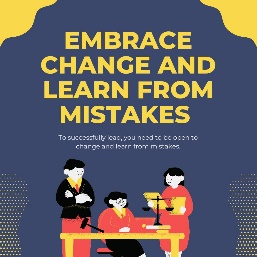 EMBRACE
CHANGE AND
LEARN FROM
MISTAKES
To successfully lead, you need to be open to
change and learn from mistakes.